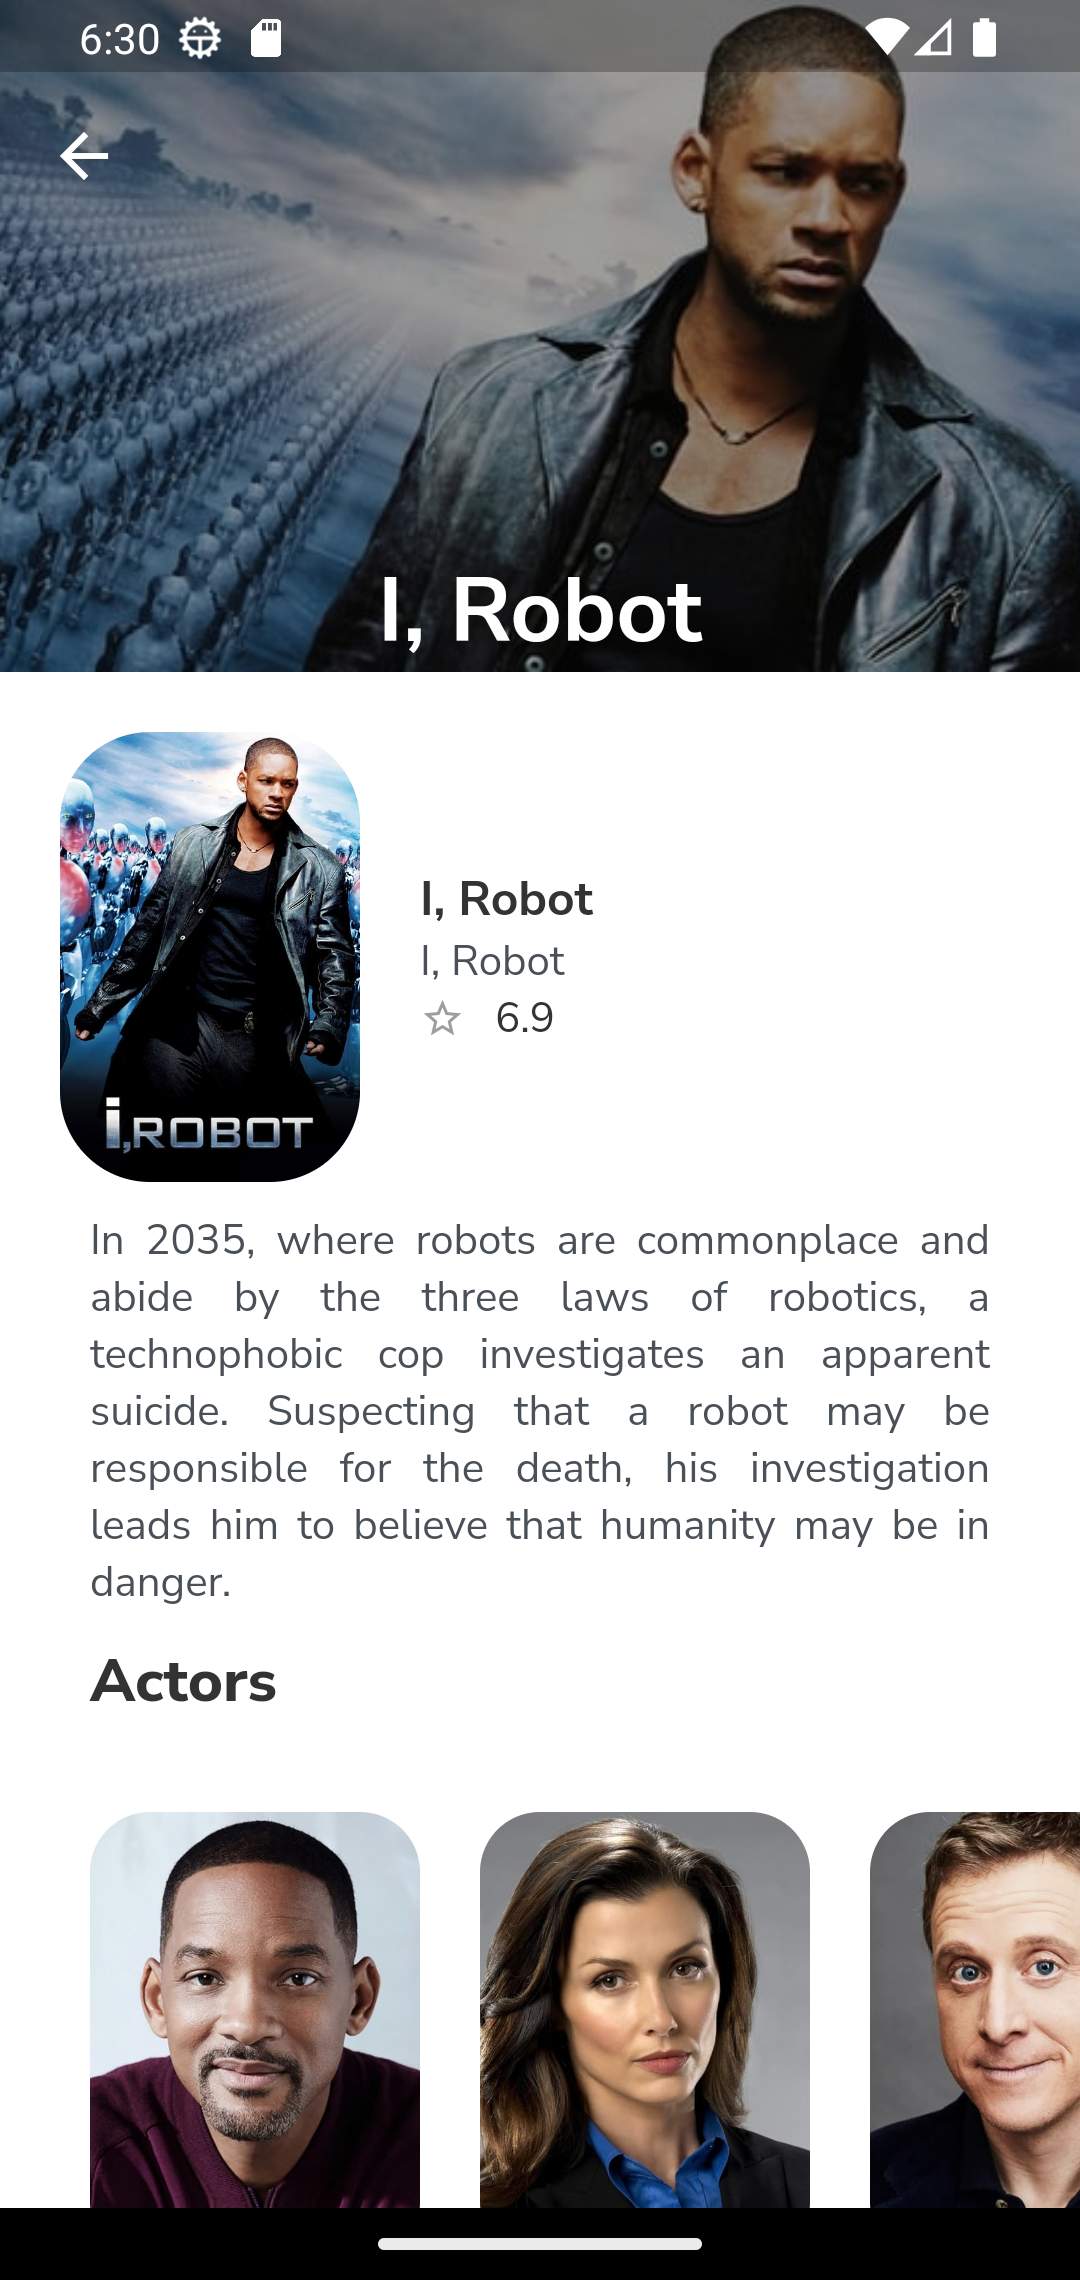 6:30
I, Robot
i,ROBOT
I, Robot
I, Robot
6.9
In 2035, where robots are commonplace and
abide by the three laws of robotics, a
technophobic cop investigates an apparent
suicide. Suspecting that a robot may be
responsible for the death, his investigation
leads him to believe that humanity may be in
danger.
Actors